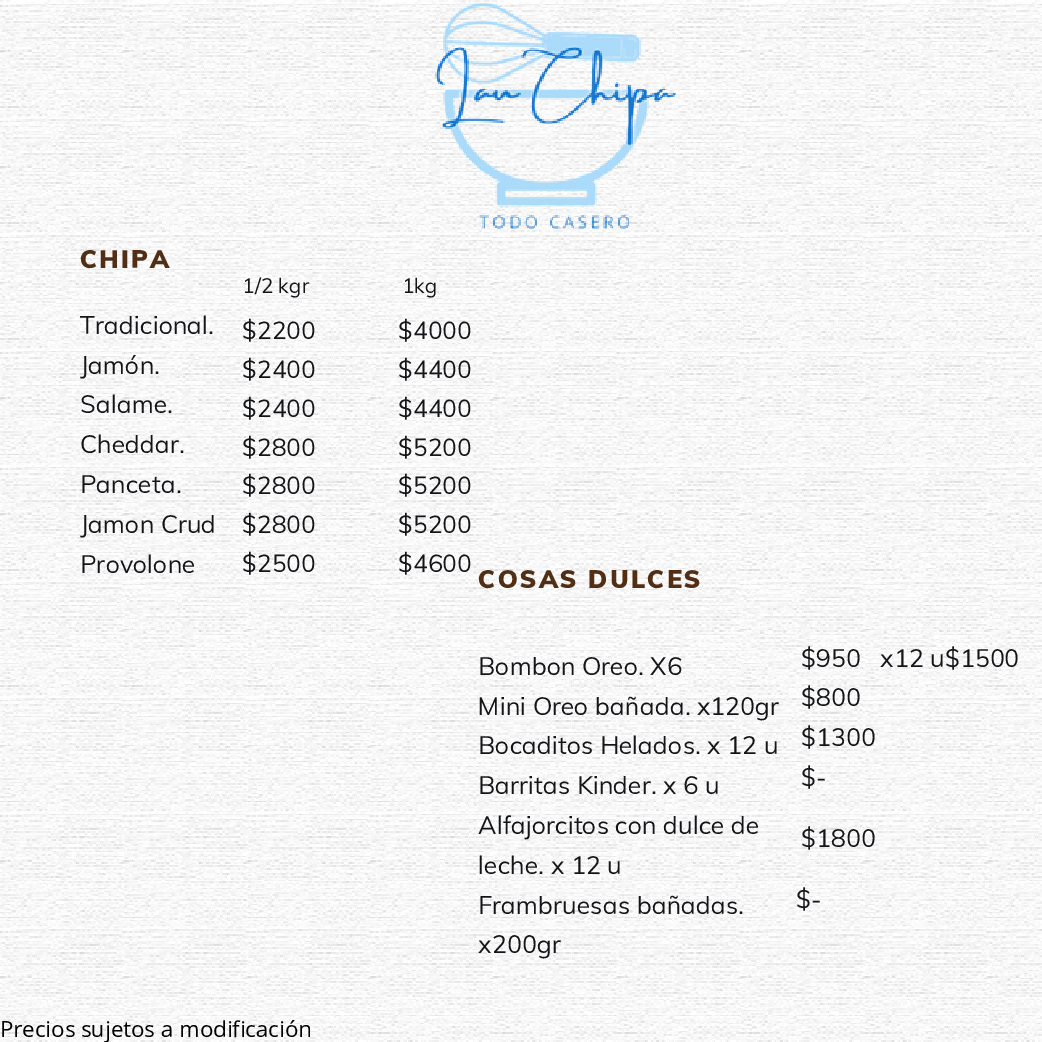 Lau Chipa
TODO CASERO
CHIPA
1/2 kgr 1kg
Tradicional. $2200 $4000
Jamón. $2400 $4400
Salame. $2400 $4400
Cheddar. $2800 $5200
Panceta. $2800 $5200
Jamon Crud $2800 $5200
Provolone $2500 $4600
COSAS DULCES
Bombon Oreo. X6 $950 x12 u$1500
Mini Oreo bañada. x120gr $800
Bocaditos Helados. x 12 u $1300
Barritas Kinder. x 6 u $-
Alfajorcitos con dulce de
leche. x 12 u $1800
Frambruesas bañadas. $-
x200gr
Precios sujetos a modificación